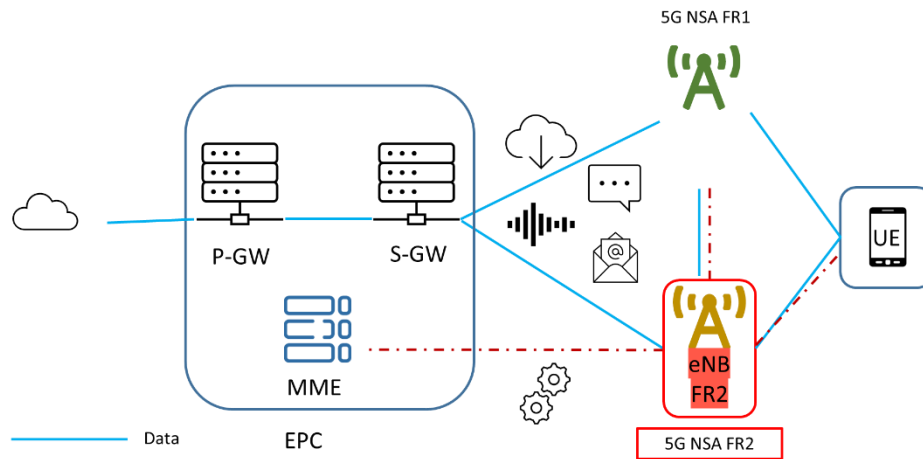 5G NSA FR1
P-GW
S-GW
UE
MME
eNB
FR2
Data
EPC
5G NSA FR2